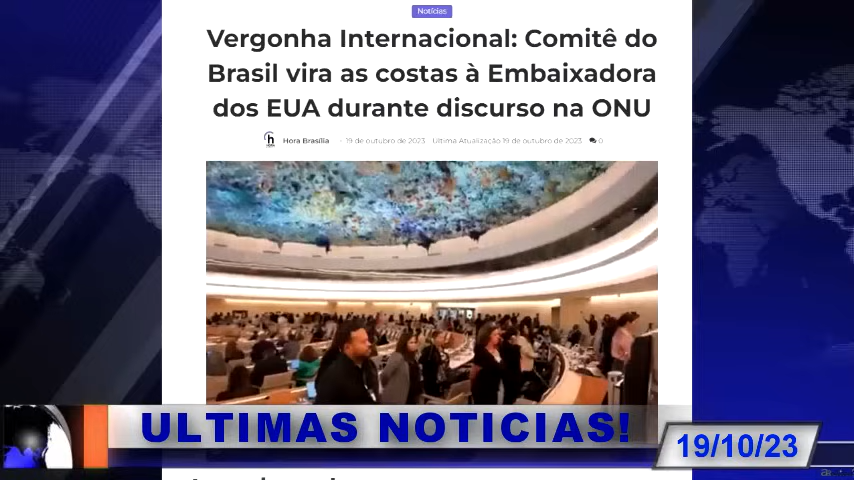 Notícias
Vergonha Internacional: Comitê do
Brasil vira as costas à Embaixadora
dos EUA durante discurso na ONU
Hora Brasília - 19 de outubro de 2023 Ultima Atualização 19 de outubro de 2023 0
ULTIMAS NOTICIAS!
19/10/23